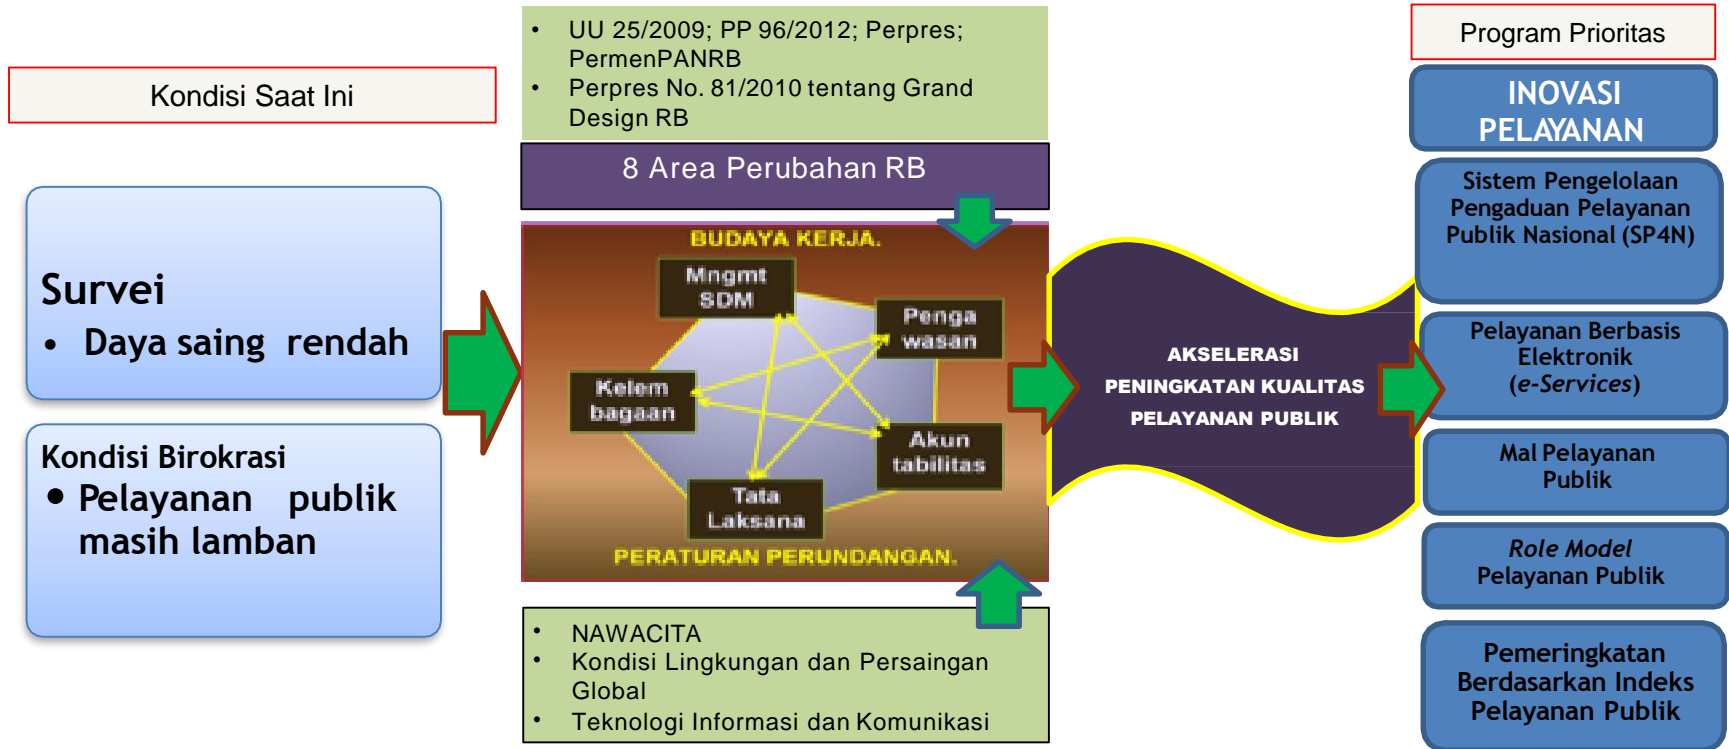 Kondisi Saat Ini
Survei
• Daya saing rendah
Kondisi Birokrasi
• Pelayanan publik
masih lamban
• UU 25/2009; PP 96/2012; Perpres;
PermenPANRB
• Perpres No. 81/2010 tentang Grand
Design RB
8 Area Perubahan RB
BUDAYA KERJA.
Mngmt
SDM
Penga
wasan
Kelem
bagaan
Akun
tabilitas
Tata
Laksana
PERATURAN PERUNDANGAN.
• NAWACITA
• Kondisi Lingkungan dan Persaingan
Global
• Teknologi Informasi dan Komunikasi
AKSELERASI
PENINGKATAN KUALITAS
PELAYANAN PUBLIK
Program Prioritas
INOVASI
PELAYANAN
Sistem Pengelolaan
Pengaduan Pelayanan
Publik Nasional (SP4N)
Pelayanan Berbasis
Elektronik
(e-Services)
Mal Pelayanan
Publik
Role Model
Pelayanan Publik
Pemeringkatan
Berdasarkan Indeks
Pelayanan Publik